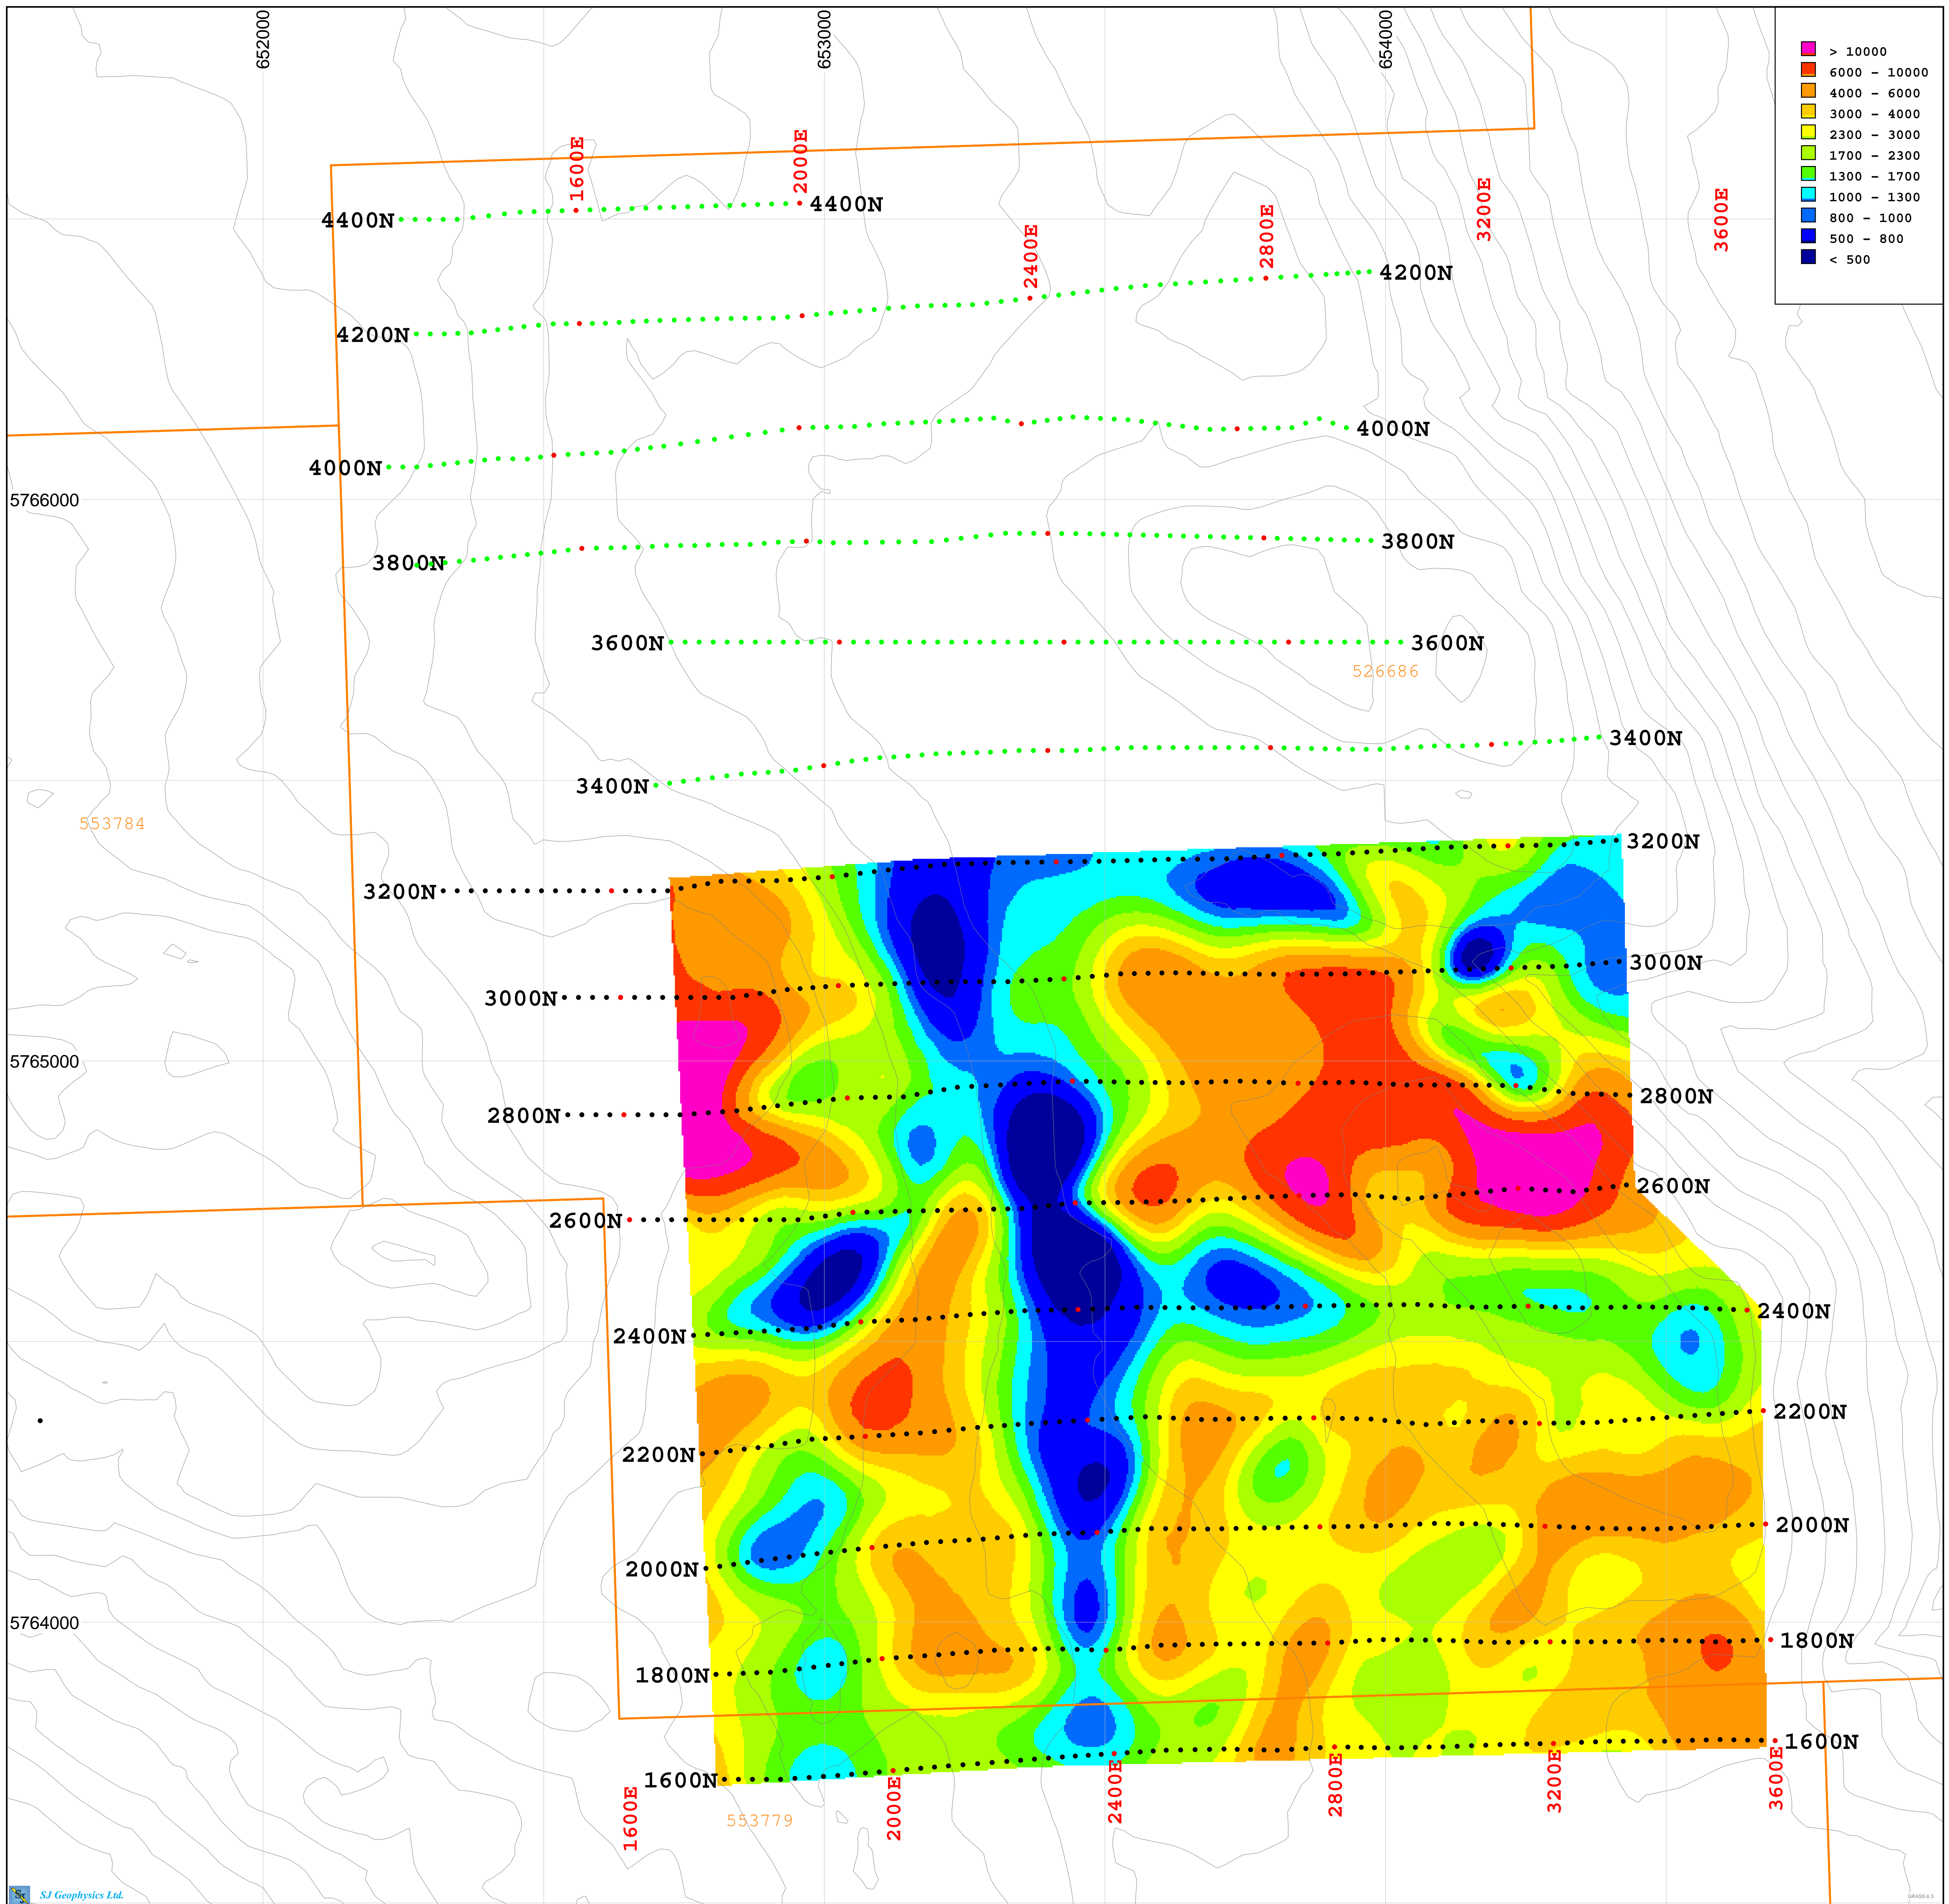 652000
653000
654000
> 10000
6000 - 10000
4000 - 6000
3000 - 4000
2300 - 3000
1700 - 2300
1300 - 1700
1000 - 1300
800 - 1000
500 - 800
< 500
1600E
2000E
2400E
2800E
3200E
3600E
4400N
4400N
4200N
4200N
4000N
4000N
5766000
3800N
3800N
3600N
3600N
526686
3400N
3400N
553784
3200N
3200N
3000N
3000N
5765000
2800N
2800N
2600N
2600N
2400N
2400N
2200N
2200N
2000N
2000N
5764000
1800N
1800N
1600N
1600N
1600E
2000E
2400E
2800E
3200E
3600E
553779
SJ Geophysics Ltd.
GRASS 6.3